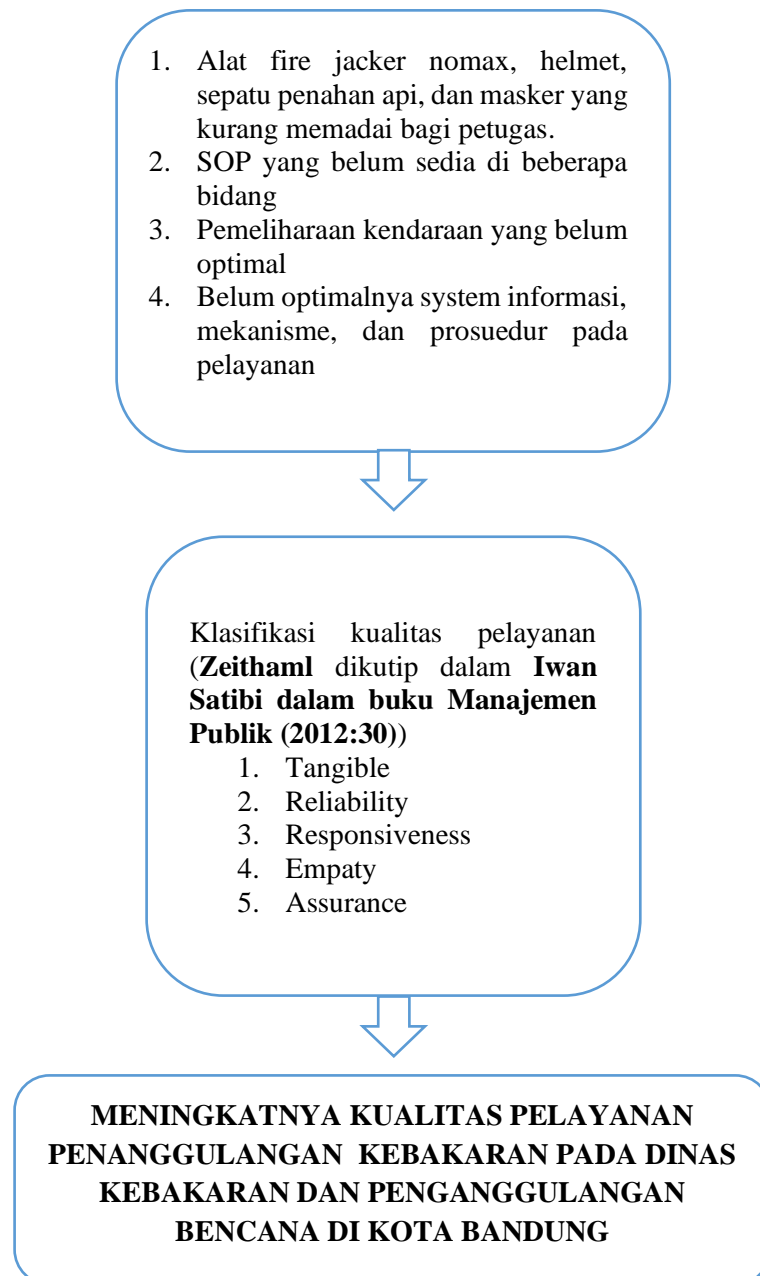 1. Alat fire jacker nomax, helmet,
sepatu penahan api, dan masker yang
kurang memadai bagi petugas.
2. SOP yang belum sedia di beberapa
bidang
3. Pemeliharaan kendaraan yang belum
optimal
4. Belum optimalnya system informasi,
mekanisme, dan prosuedur pada
pelayanan
Klasifikasi kualitas pelayanan
(Zeithaml dikutip dalam Iwan
Satibi dalam buku Manajemen
Publik (2012:30))
1. Tangible
2. Reliability
3. Responsiveness
4. Empaty
5. Assurance
MENINGKATNYA KUALITAS PELAYANAN
PENANGGULANGAN KEBAKARAN PADA DINAS
KEBAKARAN DAN PENGANGGULANGAN
BENCANA DI KOTA BANDUNG